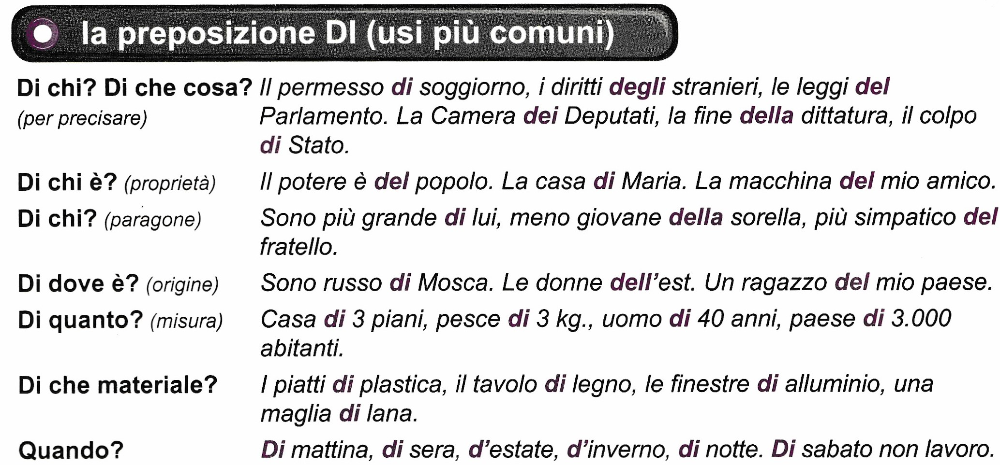 la preposizione DI (usi più comuni)
Di chi? Di che cosa? Il permesso di soggiorno, i diritti degli stranieri, le leggi del
(per precisare) Parlamento. La Camera dei Deputati, la fine della dittatura, il colpo
di Stato.
Di chi è? (proprietà) Il potere è del popolo. La casa di Maria. La macchina del mio amico.
Di chi? (paragone) Sono più grande di lui, meno giovane della sorella, più simpatico del
fratello.
Di dove è? (origine) Sono russo di Mosca. Le donne dell'est. Un ragazzo del mio paese.
Di quanto? (misura) Casa di 3 piani, pesce di 3 kg., uomo di 40 anni, paese di 3.000
abitanti.
Di che materiale? I piatti di plastica, il tavolo di legno, le finestre di alluminio, una
maglia di lana.
Quando? Di mattina, di sera, d'estate, d'inverno, di notte. Di sabato non lavoro.